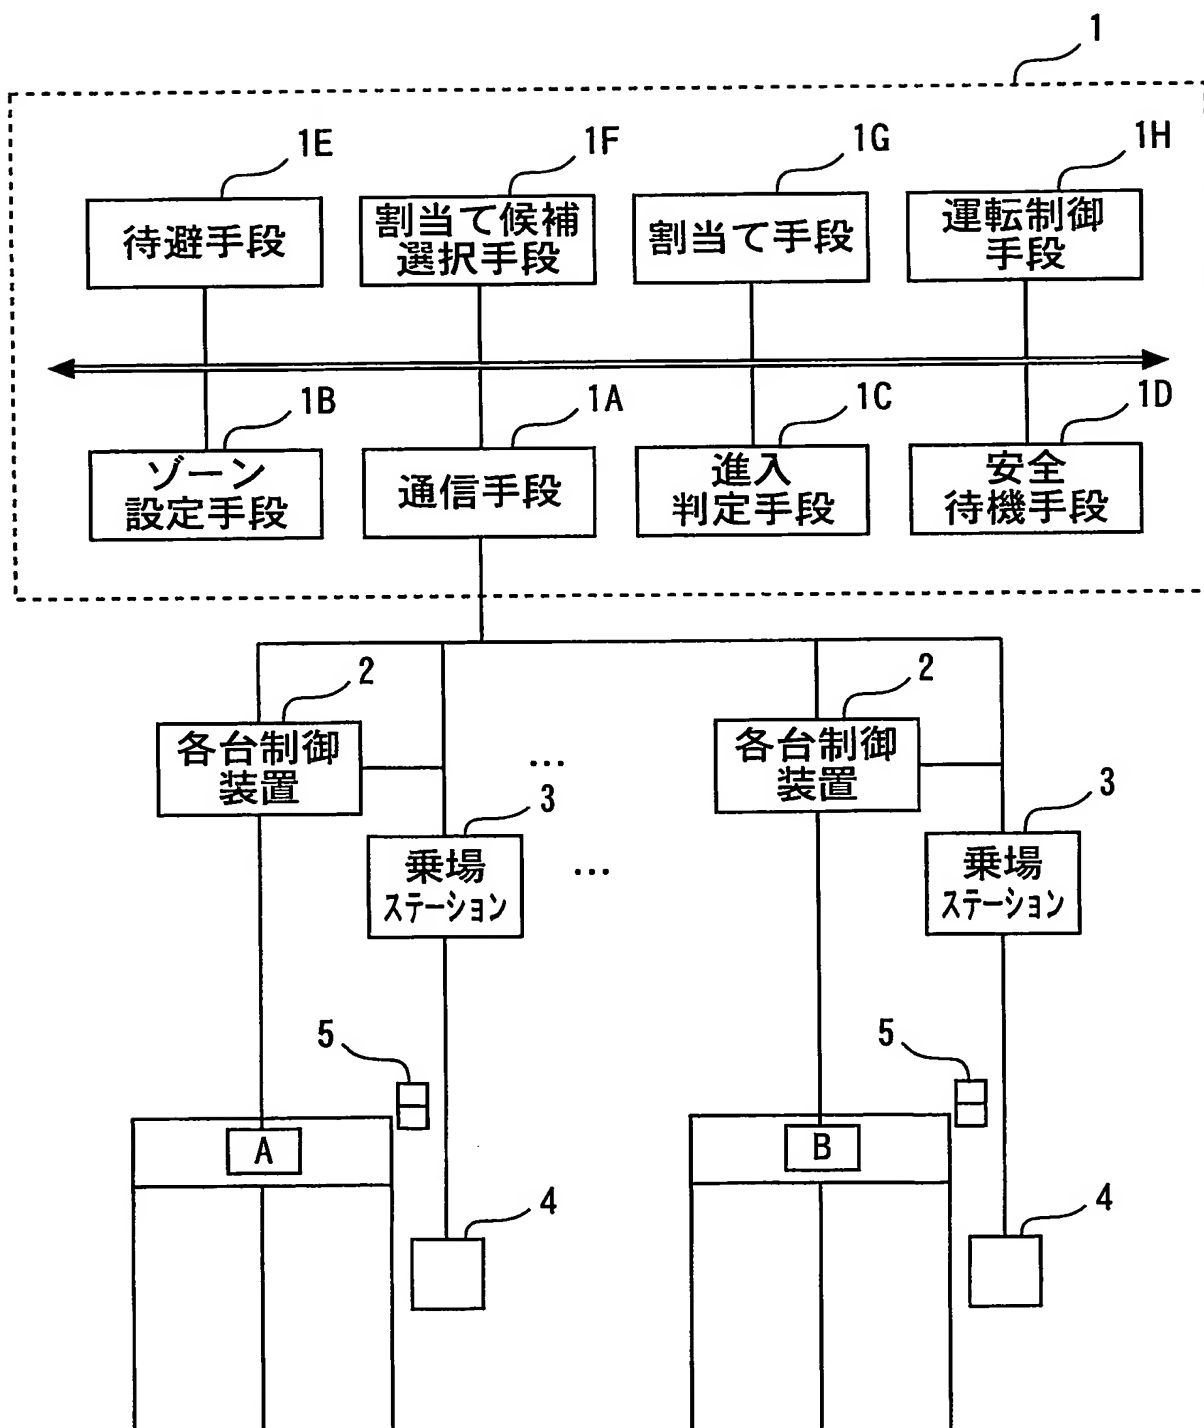 1
1E
1F
1G
1H
待避手段
割当て候補
選択手段
割当て手段
運転制御
手段
1B
1A
1C
1D
ゾーン
設定手段
通信手段
進入
判定手段
安全
待機手段
2
2
各台制御
装置
各台制御
装置
...
3
3
乗場
ステーション
...
乗場
ステーション
5
5
A
B
4
4